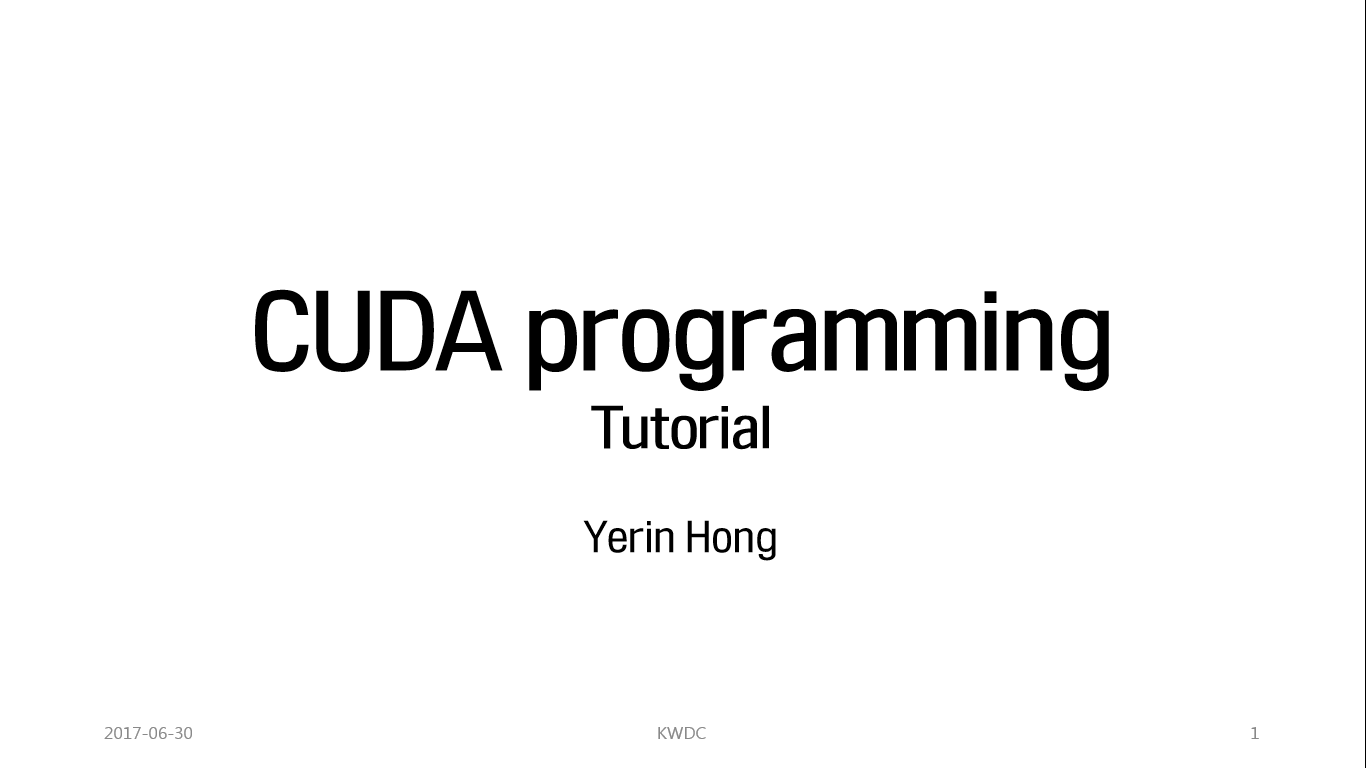 CUDA programming
Tutorial
Yerin Hong
2017-06-30
KWDC
1